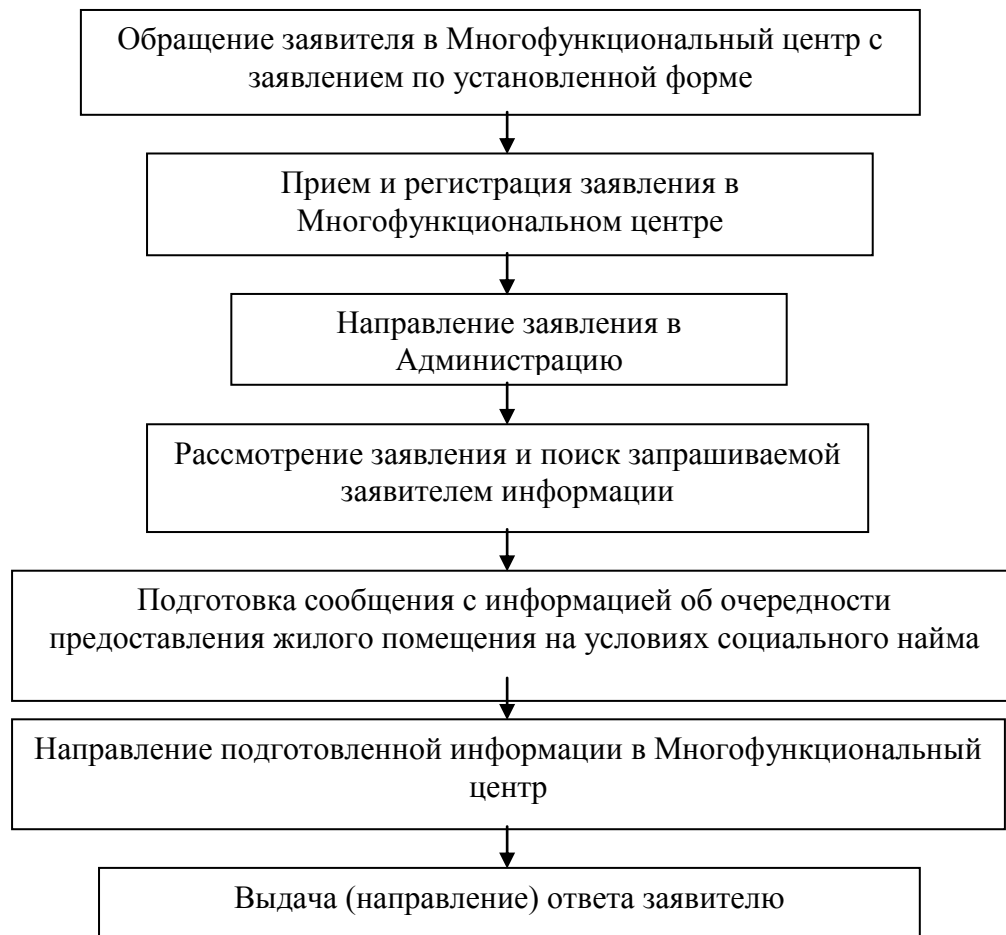 Обращение заявителя в Многофункциональный центр с
заявлением по установленной форме
Прием и регистрация заявления в
Многофункциональном центре
Направление заявления в
Администрацию
Рассмотрение заявления и поиск запрашиваемой
заявителем информации
Подготовка сообщения с информацией об очередности
предоставления жилого помещения на условиях социального найма
Направление подготовленной информации в Многофункциональный
центр
Выдача (направление) ответа заявителю